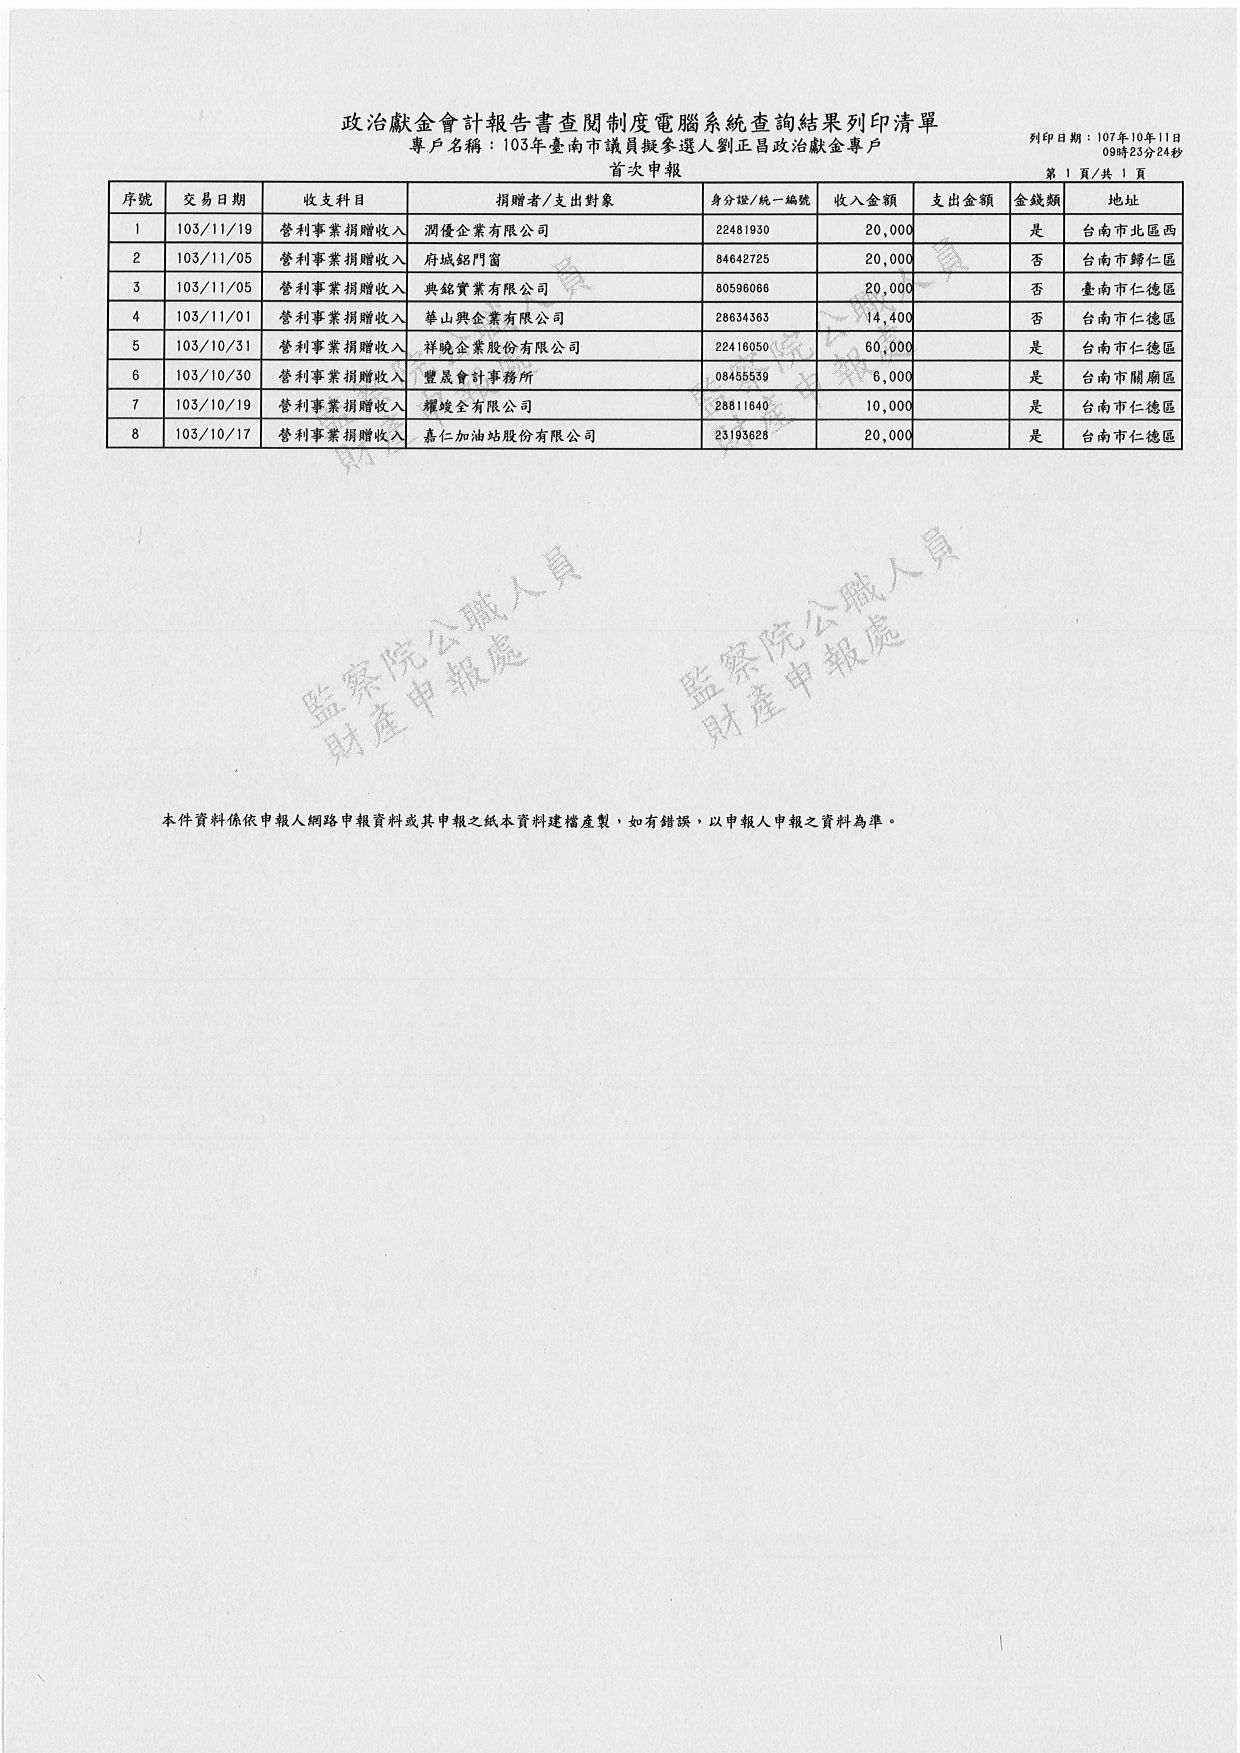 政治獻金會計報告書查閱制度電腦系統查詢結果列印清單
專戶名稱：103年臺南市議員擬參選人劉正昌政治獻金專戶
列印日期：107年10年11日
09時23分24秒
首次申報
第 1 頁/共 1 頁
序號 交易日期 收支科目 捐贈者/支出對象 身分證/統一編號 收入金額 支出金額 金錢類 地址
1 103/11/19 營利事業捐贈收入 潤優企業有限公司 22481930 20,000 是 台南市北區西
2 103/11/05 營利事業捐贈收入 府城鋁門窗 84642725 20,000 否 台南市歸仁區
3 103/11/05 營利事業捐贈收入 典銘實業有限公司 80596066 20,000 否 臺南市仁德區
4 103/11/01 營利事業捐贈收入 華山興企業有限公司 28634363 14,400 否 台南市仁德區
5 103/10/31 營利事業捐贈收入 祥曉企業股份有限公司 22416050 60,000 是 台南市仁德區
6 103/10/30 營利事業捐贈收入 豐晟會計事務所 08455539 6,000 是 台南市關廟區
7 103/10/19 營利事業捐贈收入 耀竣全有限公司 28811640 10,000 是 台南市仁德區
8 103/10/17 營利事業捐贈收入 嘉仁加油站股份有限公司 23193628 20,000 是 台南市仁德區
監察院公職人員
財產申報處
監察院公職人員
財產申報處
監察院公職人員
財產申報處
監察院公職人員
財產申報處
本件資料係依申報人網路申報資料或其申報之紙本資料建檔產製，如有錯誤，以申報人申報之資料為準。